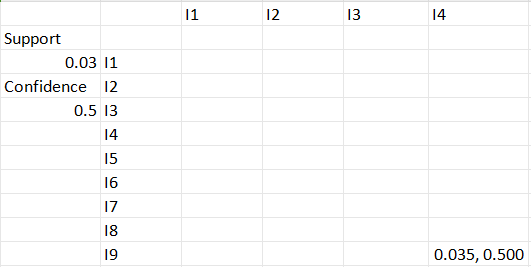 I1 I2 I3 I4
Support
0.03 I1
Confidence I2
0.5 I3
I4
I5
I6
I7
I8
I9 0.035, 0.500